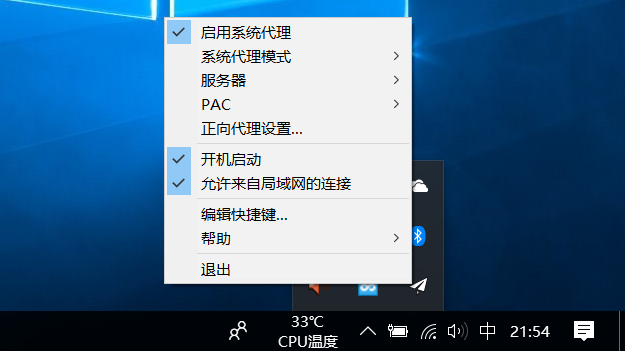 启用系统代理
系统代理模式
服务器
PAC
正向代理设置...
开机启动
允许来自局域网的连接
编辑快捷键...
帮助
退出
33℃
CPU温度
中
21:54